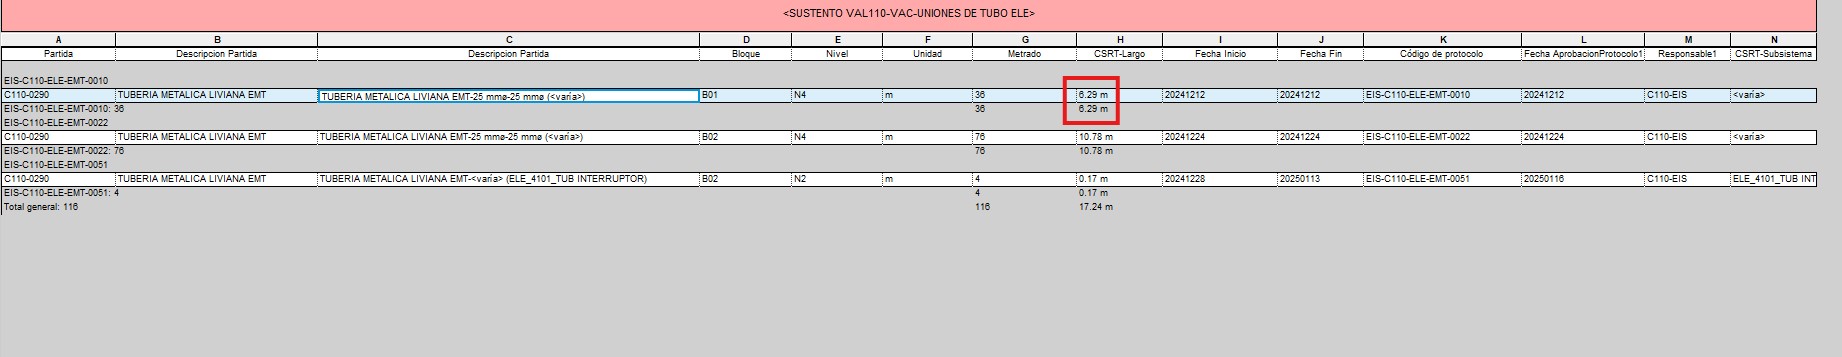 <SUSTENTO VAL110-VAC-UNIONES DE TUBO ELE>
A B C D E F G H I J K L M N
Partida Descripcion Partida Descripcion Partida Bloque Nivel Unidad Metrado CSRT-Largo Fecha Inicio Fecha Fin Código de protocolo Fecha AprobacionProtocolo1 Responsable1 CSRT-Subsistema
EIS-C110-ELE-EMT-0010
C110-0290 TUBERIA METALICA LIVIANA EMT TUBERIA METALICA LIVIANA EMT-25 mmø-25 mmø (<varía>) B01 N4 m 36 6.29 m 20241212 20241212 EIS-C110-ELE-EMT-0010 20241212 C110-EIS <varía>
EIS-C110-ELE-EMT-0010: 36 36 6.29 m
EIS-C110-ELE-EMT-0022
C110-0290 TUBERIA METALICA LIVIANA EMT TUBERIA METALICA LIVIANA EMT-25 mmø-25 mmø (<varía>) B02 N4 m 76 10.78 m 20241224 20241224 EIS-C110-ELE-EMT-0022 20241224 C110-EIS <varía>
EIS-C110-ELE-EMT-0022: 76 76 10.78 m
EIS-C110-ELE-EMT-0051
C110-0290 TUBERIA METALICA LIVIANA EMT TUBERIA METALICA LIVIANA EMT-<varía> (ELE_4101_TUB INTERRUPTOR) B02 N2 m 4 0.17 m 20241228 20250113 EIS-C110-ELE-EMT-0051 20250116 C110-EIS ELE_4101_TUB INT
EIS-C110-ELE-EMT-0051: 4 4 0.17 m
Total general: 116 116 17.24 m